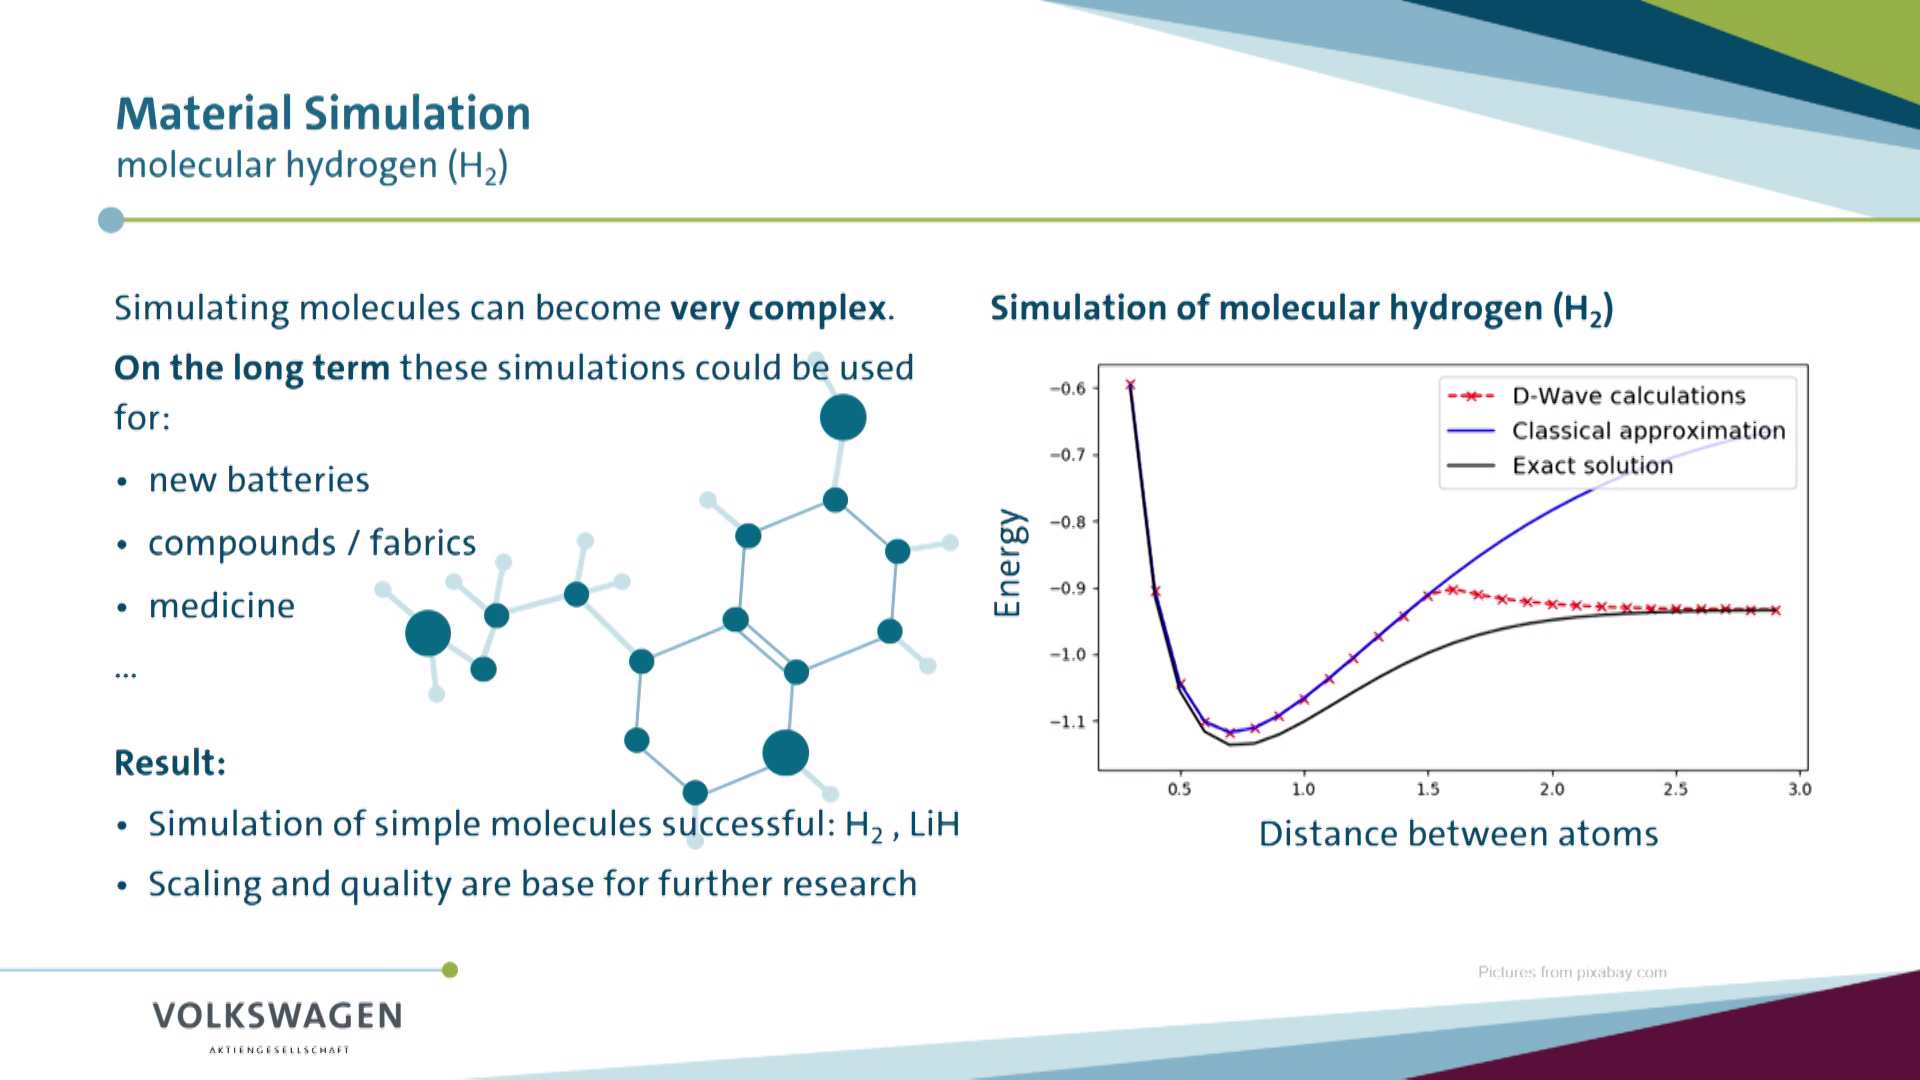 Material Simulation
molecular hydrogen (H₂)
Simulating molecules can become very complex.
On the long term these simulations could be used
for:
• new batteries
• compounds / fabrics
• medicine
...
Result:
• Simulation of simple molecules successful: H₂ , LiH
• Scaling and quality are base for further research
Simulation of molecular hydrogen (H₂)
D-Wave calculations
Classical approximation
Exact solution
Energy
−0.6
−0.7
−0.8
−0.9
−1.0
−1.1
0.5 1.0 1.5 2.0 2.5 3.0
Distance between atoms
Pictures from pixabay.com
VOLKSWAGEN
AKTIENGESELLSCHAFT